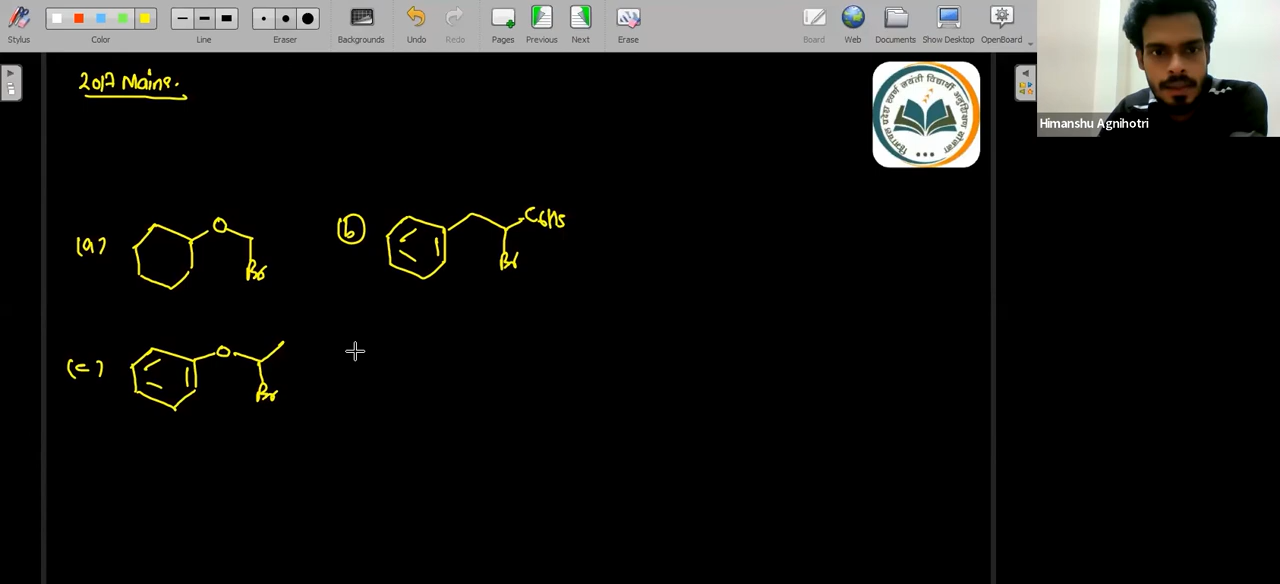 Stylus
Color
Line
Eraser
Backgrounds
Undo
Redo
Pages
Previous
Next
Erase
Board
Web
Documents
Show Desktop
OpenBoard
2017 Mains.
Himanshu Agnihotri
(a)
O
Br
(b)
C6H5
Br
(c)
O
Br